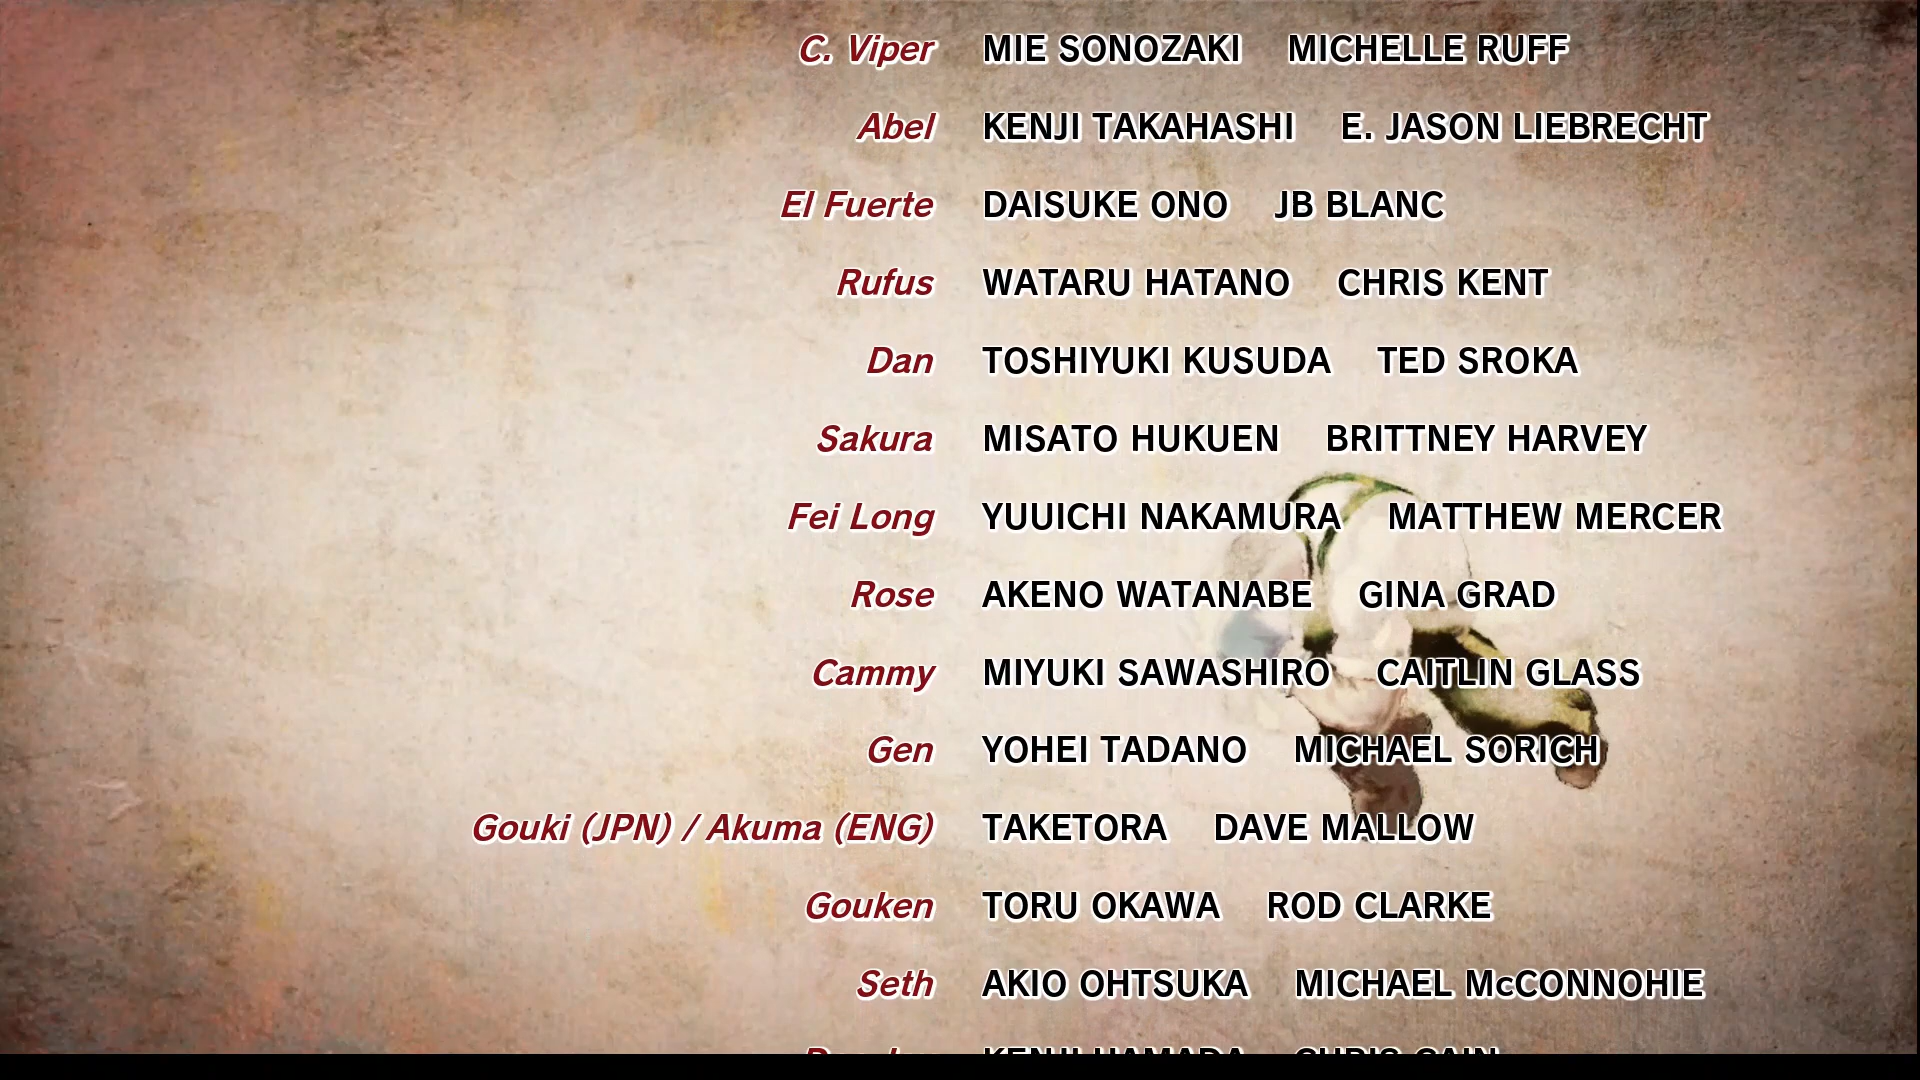 C. Viper MIE SONOZAKI MICHELLE RUFF
Abel KENJI TAKAHASHI E. JASON LIEBRECHT
El Fuerte DAISUKE ONO JB BLANC
Rufus WATARU HATANO CHRIS KENT
Dan TOSHIYUKI KUSUDA TED SROKA
Sakura MISATO HUKUEN BRITTNEY HARVEY
Fei Long YUUICHI NAKAMURA MATTHEW MERCER
Rose AKENO WATANABE GINA GRAD
Cammy MIYUKI SAWASHIRO CAITLIN GLASS
Gen YOHEI TADANO MICHAEL SORICH
Gouki (JPN) / Akuma (ENG) TAKETORA DAVE MALLOW
Gouken TORU OKAWA ROD CLARKE
Seth AKIO OHTSUKA MICHAEL McCONNOHIE